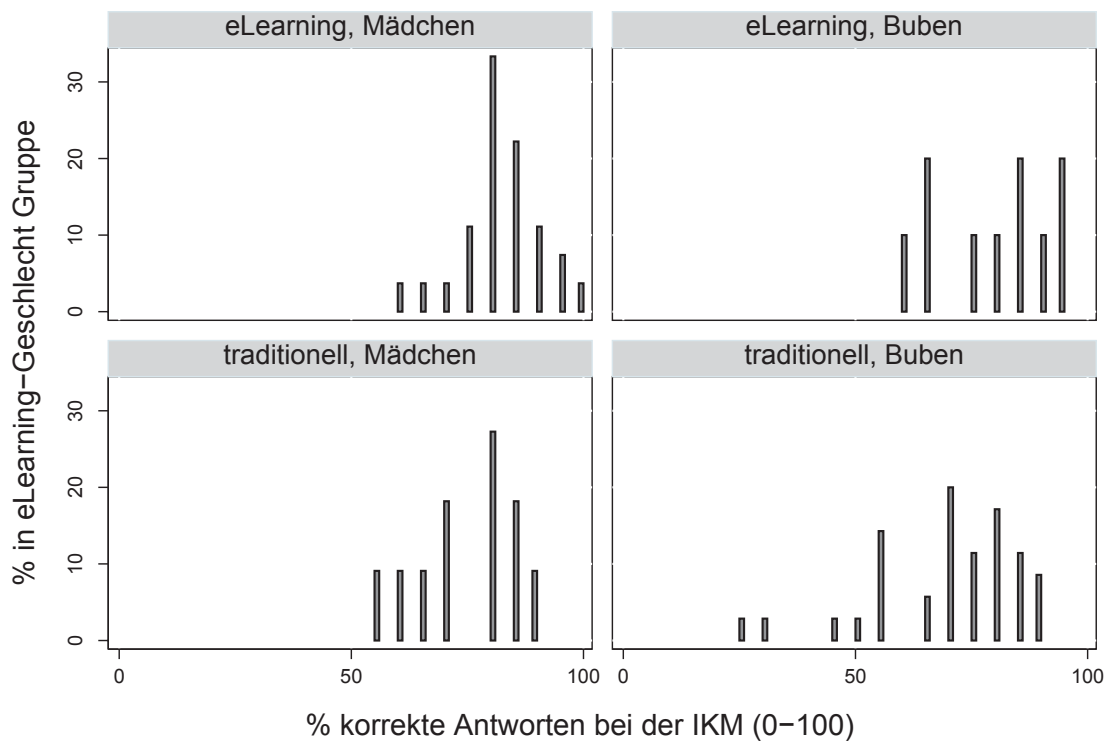 eLearning, Mädchen
eLearning, Buben
30
20
10
0
traditionell, Mädchen
traditionell, Buben
30
20
10
0
0
50
100
0
50
100
% in eLearning−Geschlecht Gruppe
% korrekte Antworten bei der IKM (0−100)